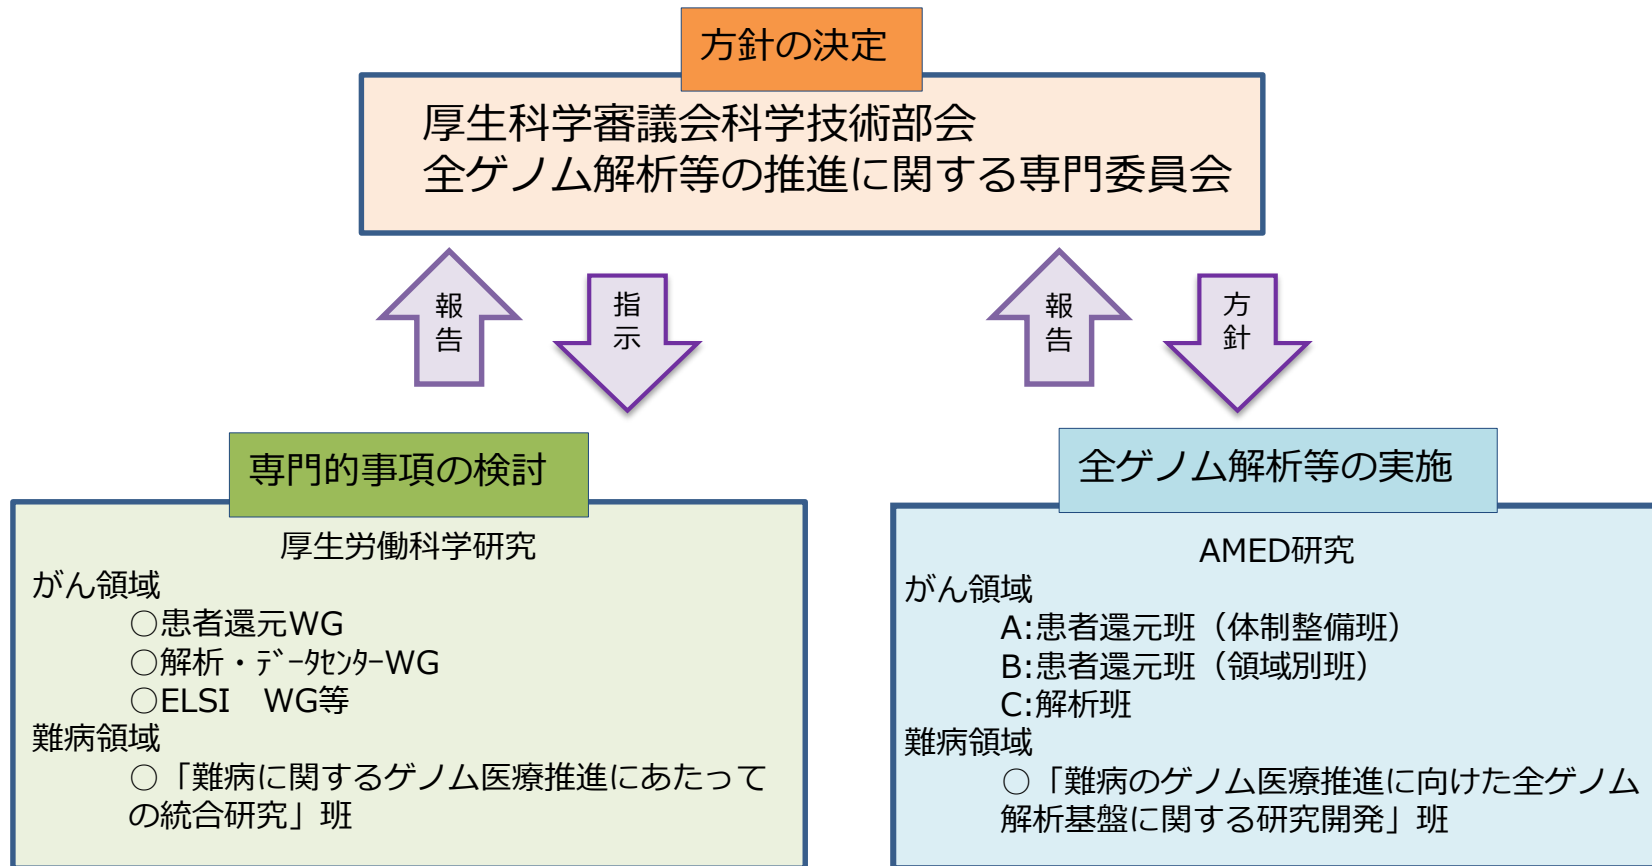 方針の決定
厚生科学審議会科学技術部会
全ゲノム解析等の推進に関する専門委員会
報
告
指
示
報
告
方
針
専門的事項の検討
厚生労働科学研究
がん領域
○患者還元WG
○解析・ﾃﾞｰﾀｾﾝﾀｰWG
○ELSI　WG等
難病領域
○「難病に関するゲノム医療推進にあたって
の統合研究」班
全ゲノム解析等の実施
AMED研究
がん領域
A:患者還元班（体制整備班）
B:患者還元班（領域別班）
C:解析班
難病領域
○「難病のゲノム医療推進に向けた全ゲノム
解析基盤に関する研究開発」班